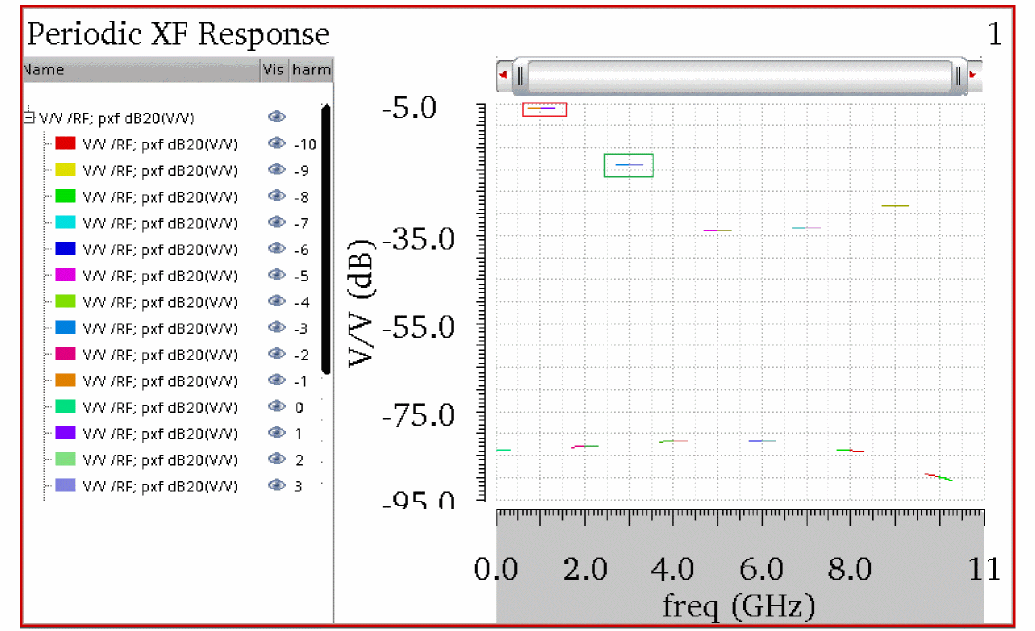 Periodic XF Response
1
Name Vis harm
V/V /RF; pxf dB20(V/V)
V/V /RF; pxf dB20(V/V) -10
V/V /RF; pxf dB20(V/V) -9
V/V /RF; pxf dB20(V/V) -8
V/V /RF; pxf dB20(V/V) -7
V/V /RF; pxf dB20(V/V) -6
V/V /RF; pxf dB20(V/V) -5
V/V /RF; pxf dB20(V/V) -4
V/V /RF; pxf dB20(V/V) -3
V/V /RF; pxf dB20(V/V) -2
V/V /RF; pxf dB20(V/V) -1
V/V /RF; pxf dB20(V/V) 0
V/V /RF; pxf dB20(V/V) 1
V/V /RF; pxf dB20(V/V) 2
V/V /RF; pxf dB20(V/V) 3
V/V (dB)
-5.0
-35.0
-55.0
-75.0
-95.0
0.0 2.0 4.0 6.0 8.0 11
freq (GHz)